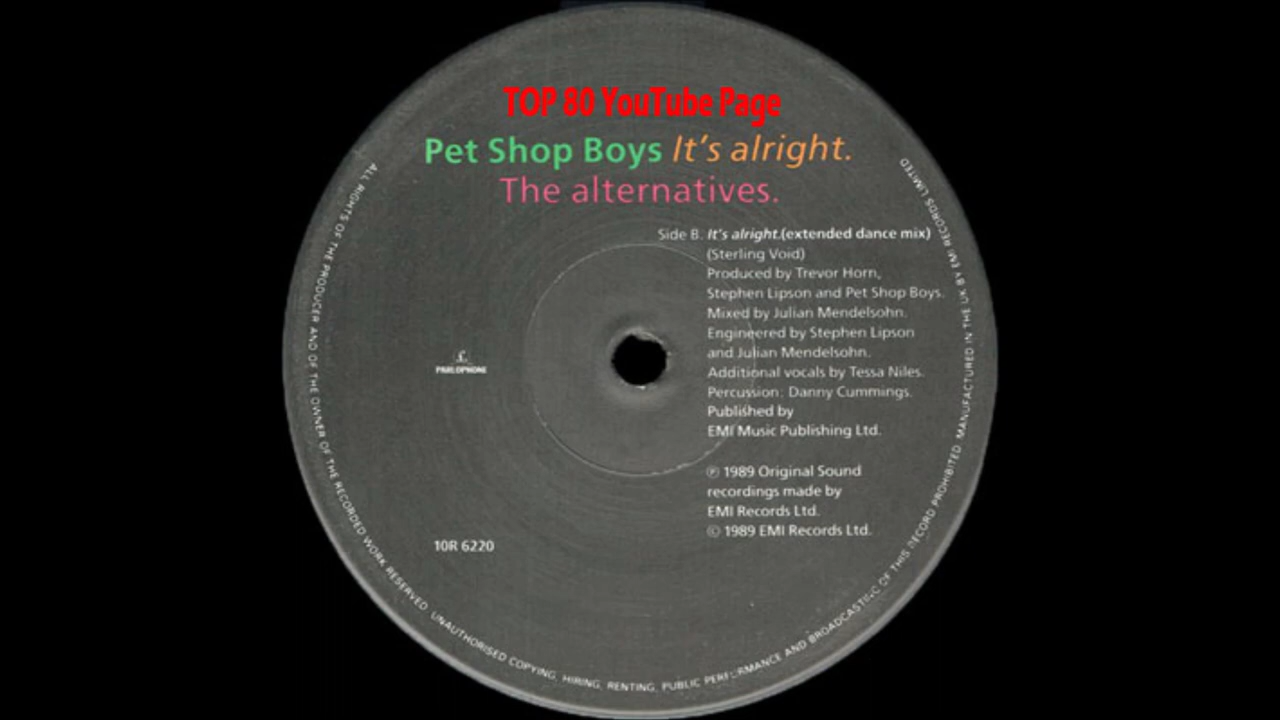 TOP 80 YouTube Page
Pet Shop Boys It's alright.
The alternatives.
Side B. It's alright.(extended dance mix)
(Sterling Void)
Produced by Trevor Horn,
Stephen Lipson and Pet Shop Boys.
Mixed by Julian Mendelsohn.
Engineered by Stephen Lipson
and Julian Mendelsohn.
Additional vocals by Tessa Niles.
Percussion: Danny Cummings.
Published by
EMI Music Publishing Ltd.
℗ 1989 Original Sound
recordings made by
EMI Records Ltd.
© 1989 EMI Records Ltd.
£
PARLOPHONE
10R 6220
ALL RIGHTS OF THE PRODUCER AND OF THE OWNER OF THE RECORDED WORK RESERVED. UNAUTHORISED COPYING, HIRING, RENTING, PUBLIC PERFORMANCE AND BROADCASTING OF THIS RECORD PROHIBITED. MANUFACTURED IN THE UK BY EMI RECORDS LIMITED